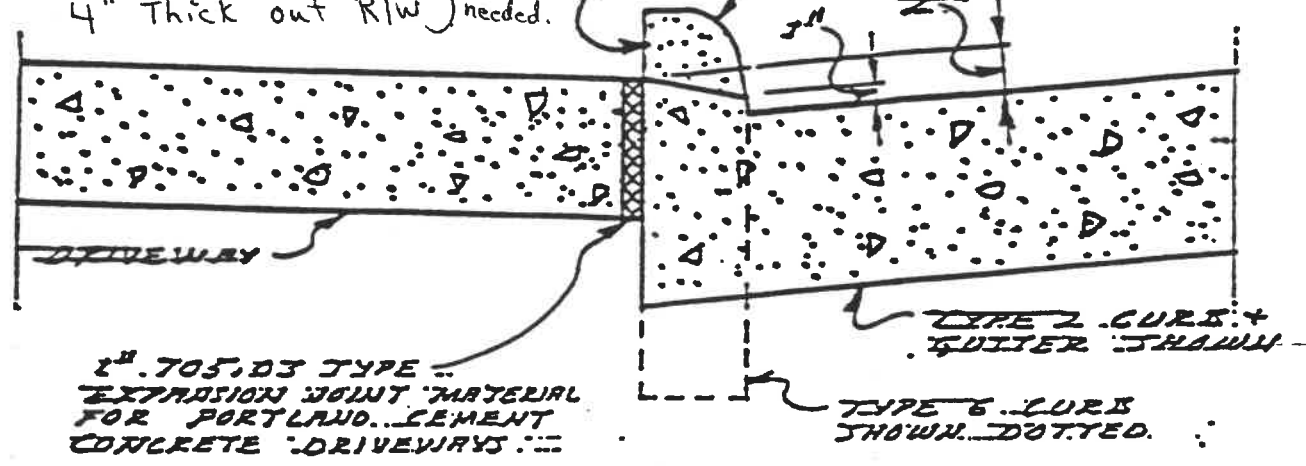 4" Thick out R/W) needed.
1"
DRIVEWAY
TYPE 2 CURB +
GUTTER SHOWN
1" 705.03 TYPE
EXPANSION JOINT MATERIAL
FOR PORTLAND CEMENT
CONCRETE DRIVEWAYS
TYPE 6 CURB
SHOWN DOTTED.